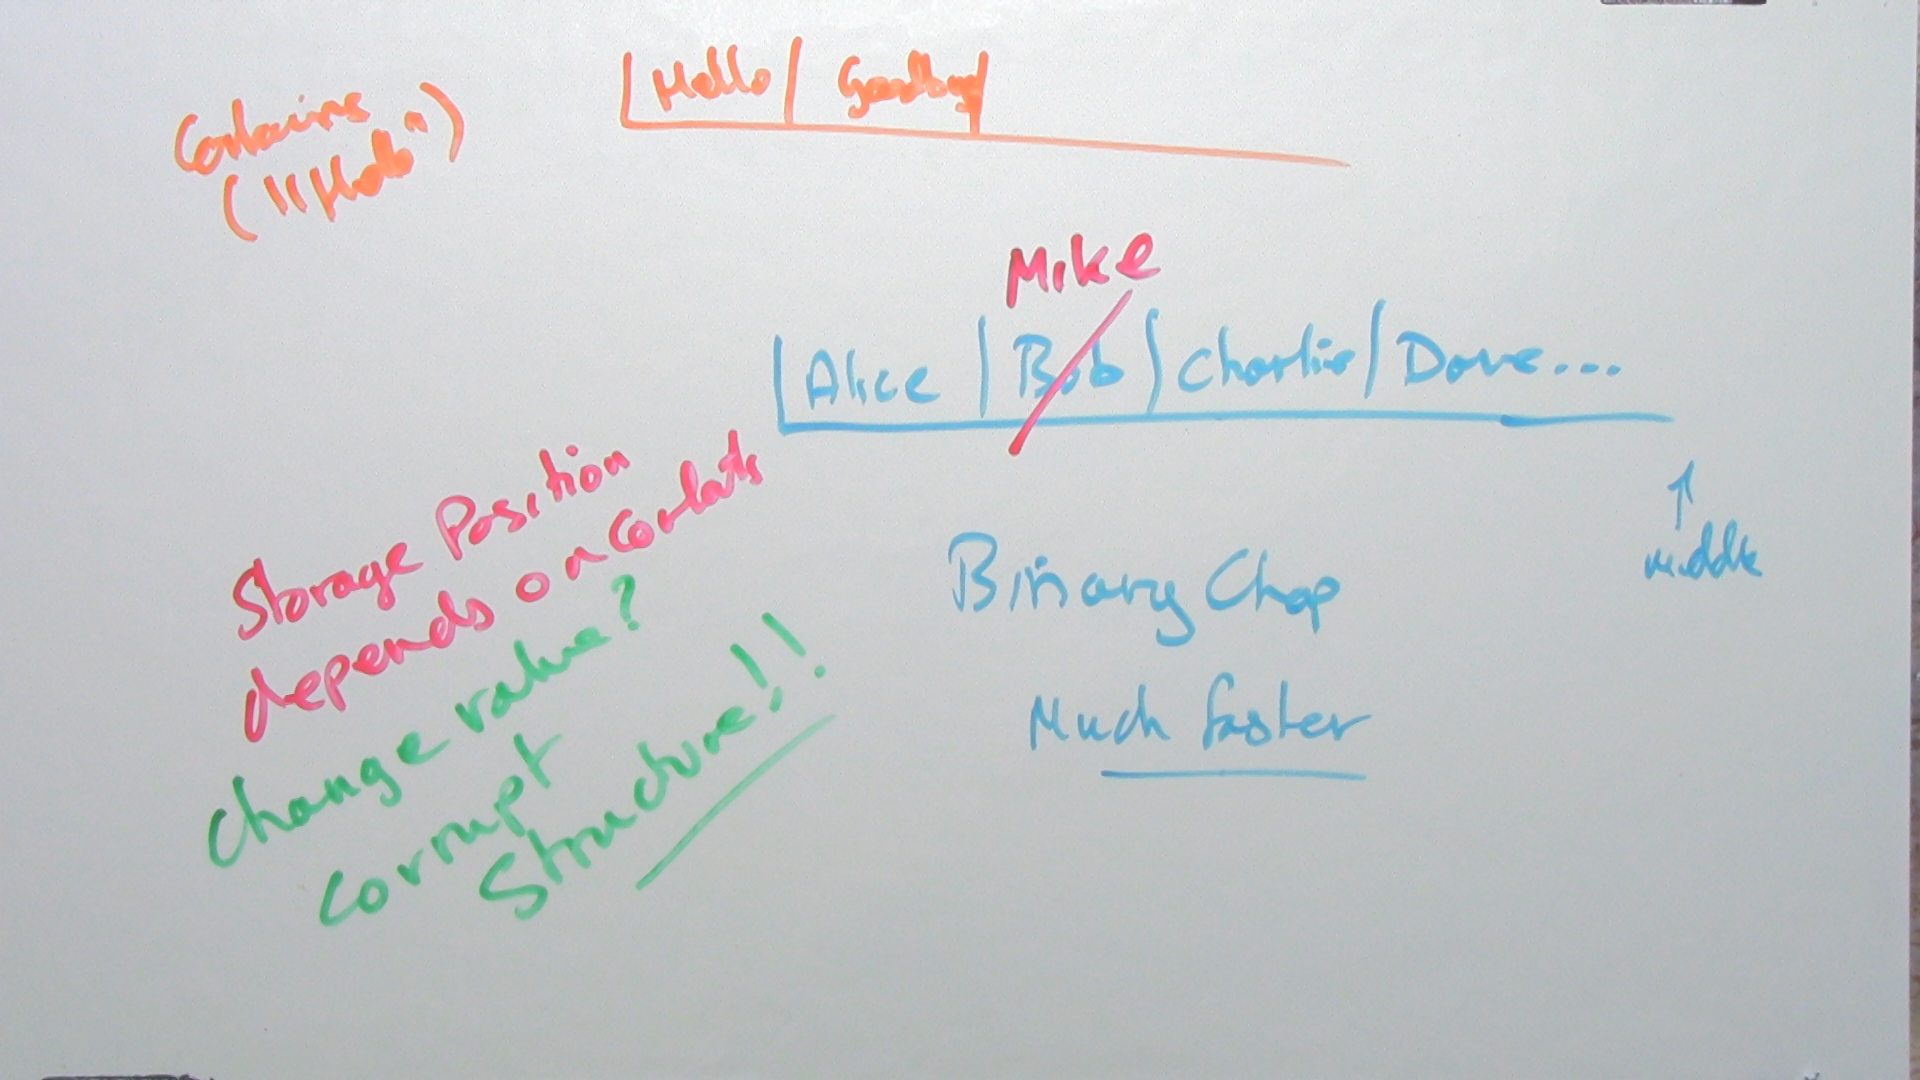 |Hello| Goodbye|
Contains
("Hello")
Mike
|Alice |Bob |Charlie| Dave...
middle
Binary Chop
Much faster
Storage Position
depends on contents
change value?
corrupt
Structure!!